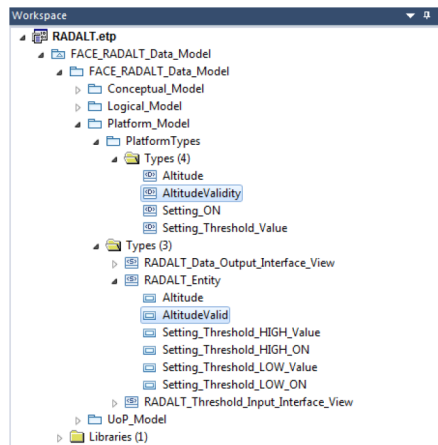 Workspace
RADALT.etp
FACE_RADALT_Data_Model
FACE_RADALT_Data_Model
Conceptual_Model
Logical_Model
Platform_Model
PlatformTypes
Types (4)
Altitude
AltitudeValidity
Setting_ON
Setting_Threshold_Value
Types (3)
RADALT_Data_Output_Interface_View
RADALT_Entity
Altitude
AltitudeValid
Setting_Threshold_HIGH_Value
Setting_Threshold_HIGH_ON
Setting_Threshold_LOW_Value
Setting_Threshold_LOW_ON
RADALT_Threshold_Input_Interface_View
UoP_Model
Libraries (1)